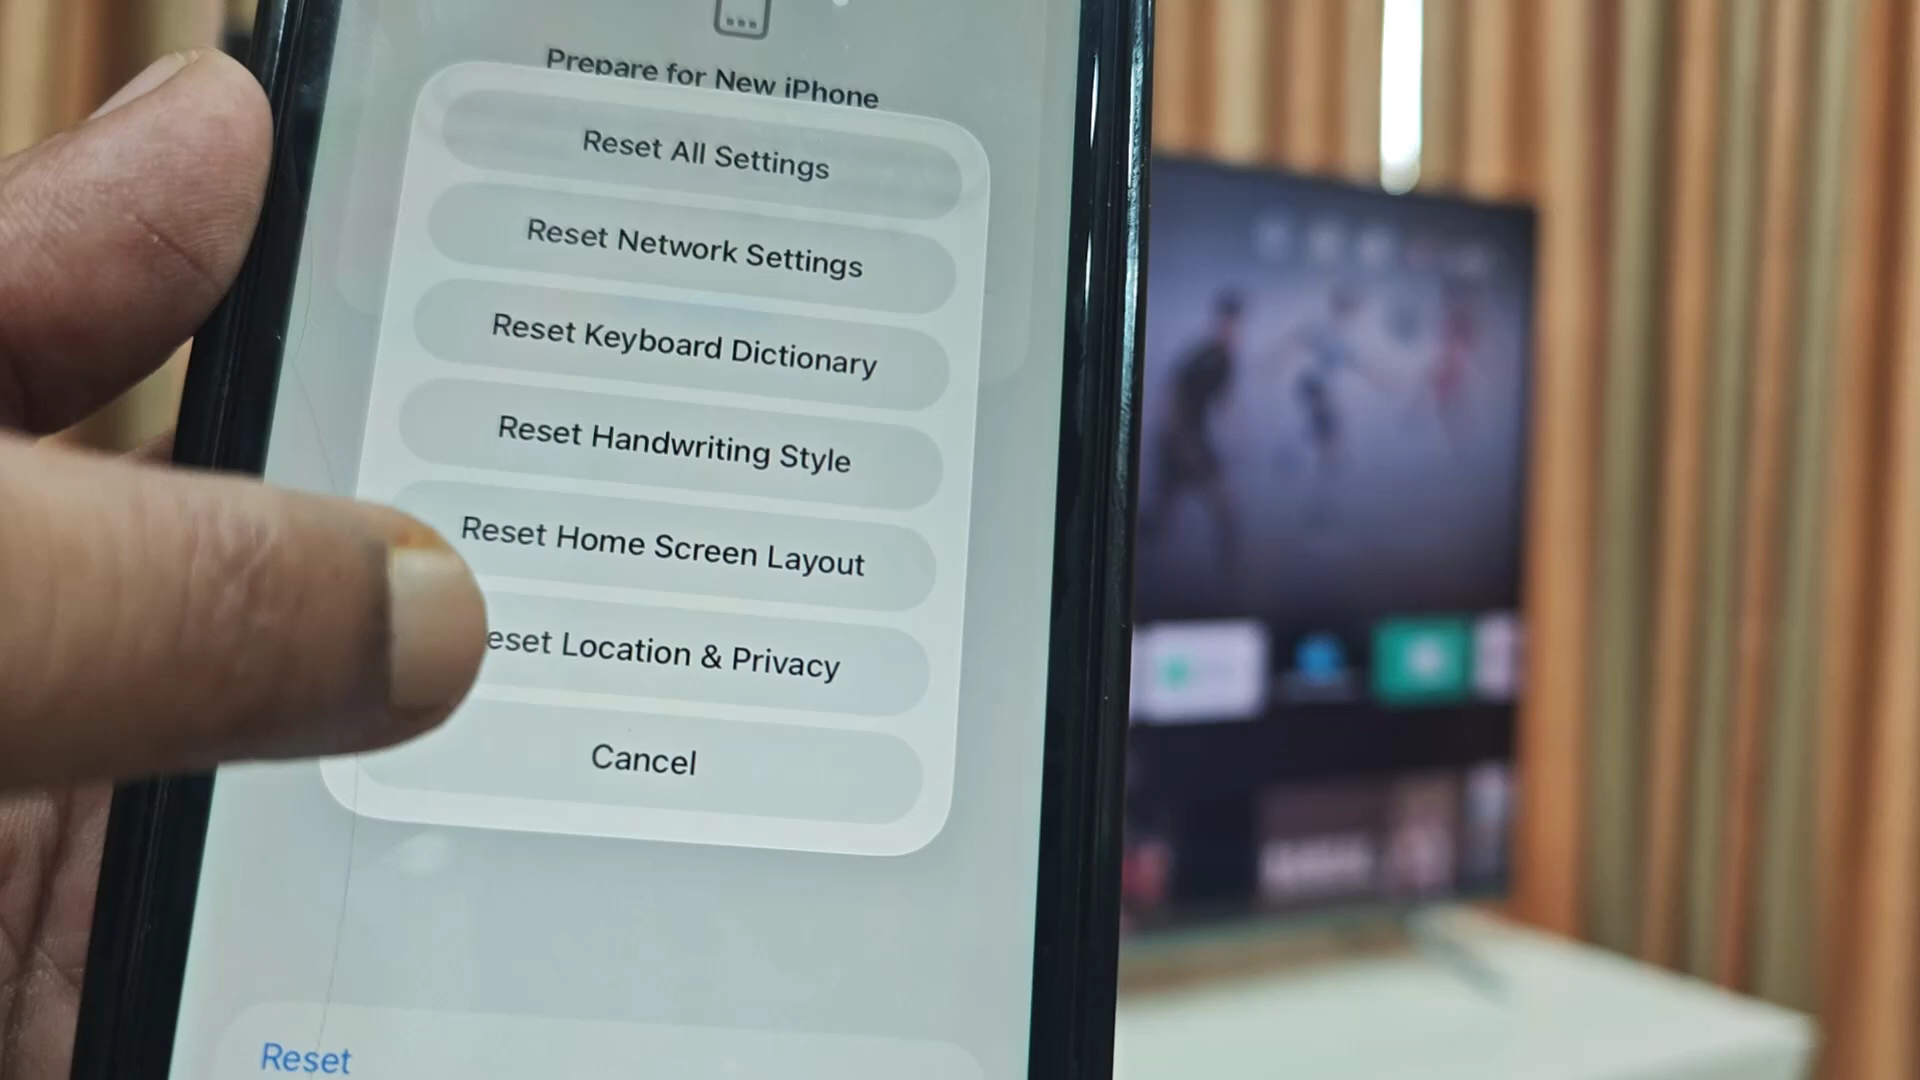 Prepare for New iPhone
Reset All Settings
Reset Network Settings
Reset Keyboard Dictionary
Reset Handwriting Style
Reset Home Screen Layout
eset Location & Privacy
Cancel
Reset